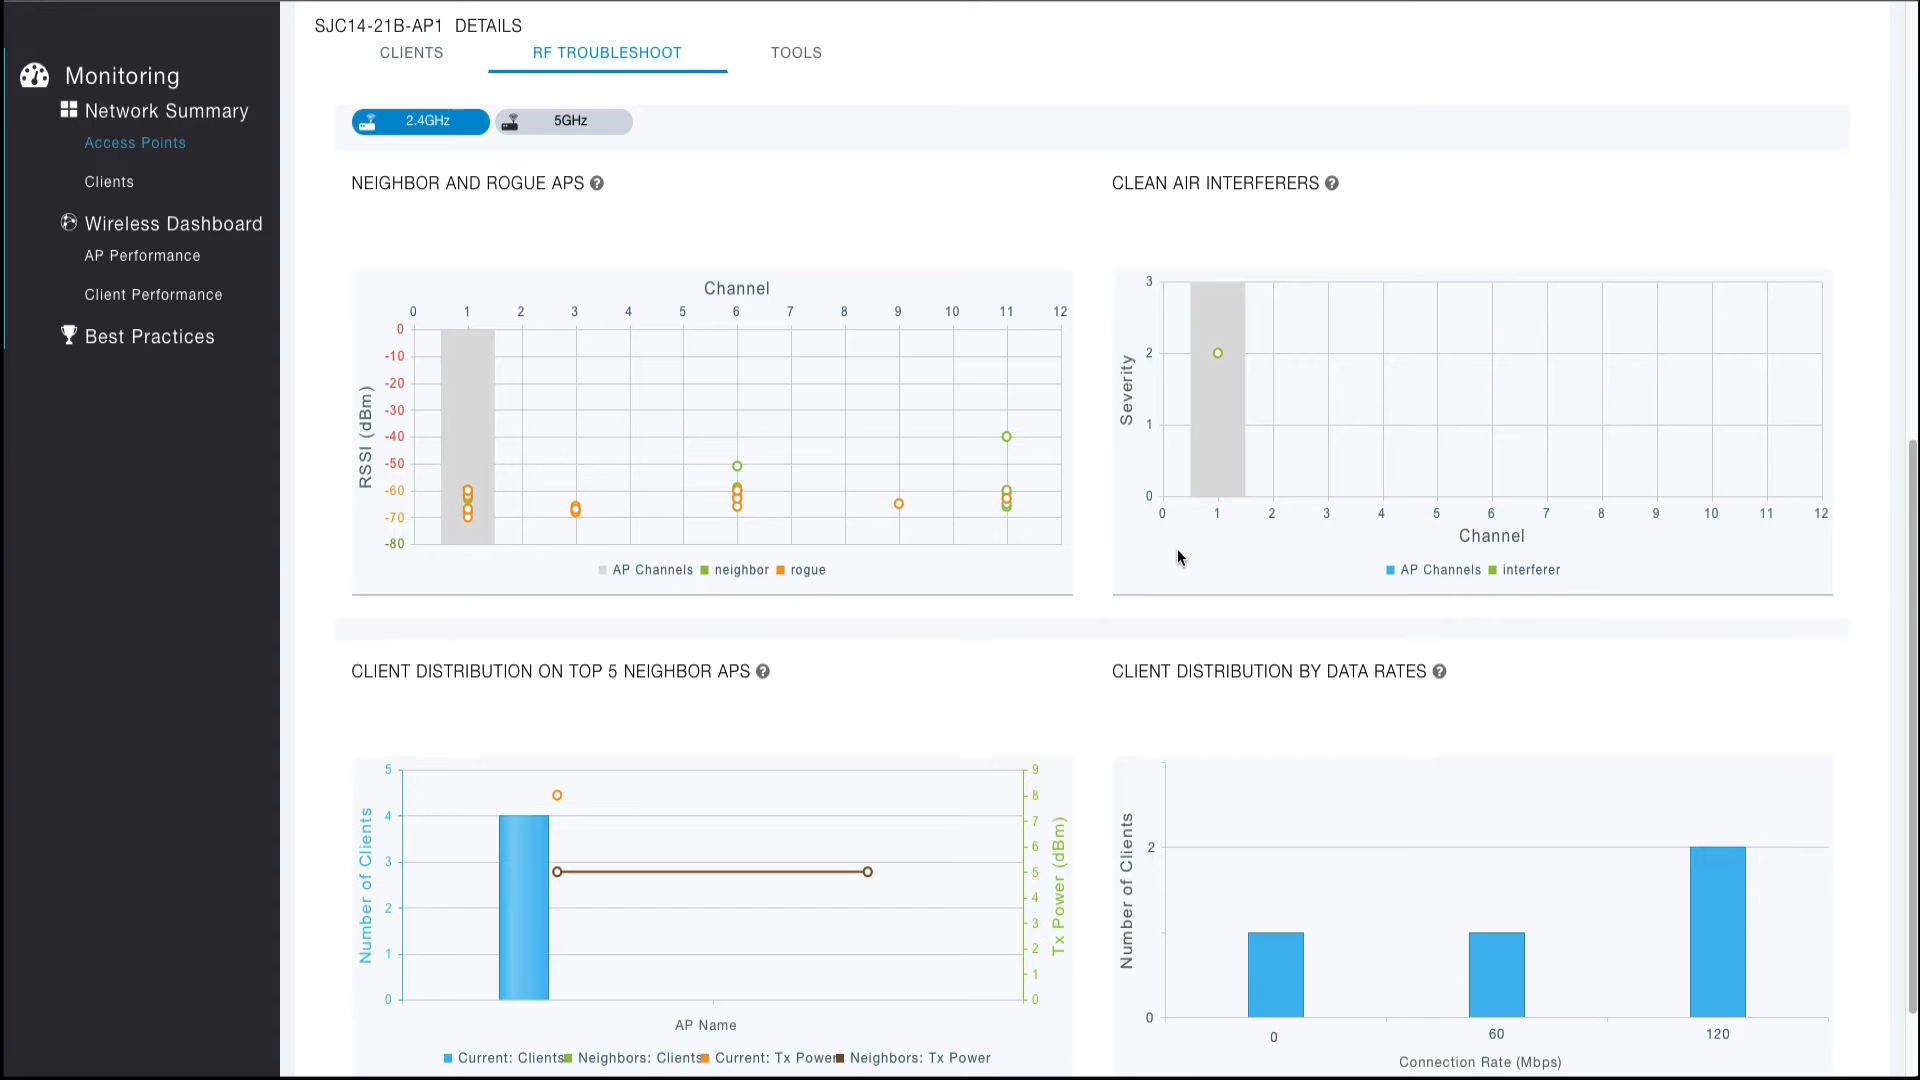 SJC14-21B-AP1 DETAILS
CLIENTS RF TROUBLESHOOT TOOLS
Monitoring
Network Summary
Access Points
Clients
Wireless Dashboard
AP Performance
Client Performance
Best Practices
2.4GHz 5GHz
NEIGHBOR AND ROGUE APS ?
Channel
0 1 2 3 4 5 6 7 8 9 10 11 12
RSSI (dBm)
0
-10
-20
-30
-40
-50
-60
-70
-80
AP Channels neighbor rogue
CLEAN AIR INTERFERERS ?
Severity
3
2
1
0
0 1 2 3 4 5 6 7 8 9 10 11 12
Channel
AP Channels interferer
CLIENT DISTRIBUTION ON TOP 5 NEIGHBOR APS ?
Number of Clients
5
4
3
2
1
0
9
8
7
6
5
4
3
2
1
0
Tx Power (dBm)
AP Name
Current: Clients Neighbors: Clients Current: Tx Power Neighbors: Tx Power
CLIENT DISTRIBUTION BY DATA RATES ?
Number of Clients
2
0
0 60 120
Connection Rate (Mbps)